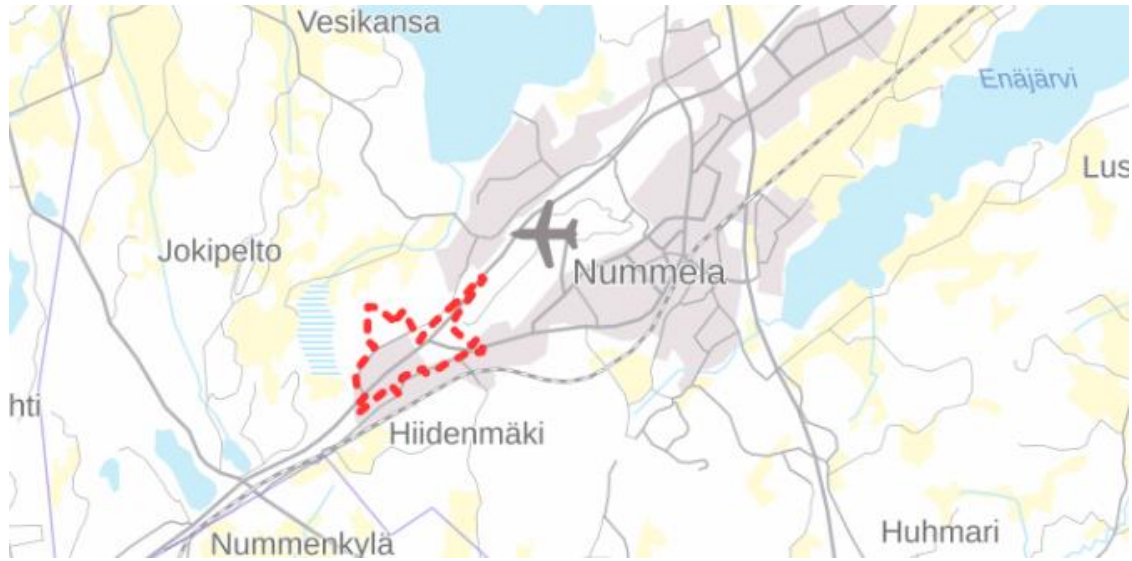 Vesikansa
Enäjärvi
Lus
Jokipelto
Nummela
hti
Hiidenmäki
Nummenkylä
Huhmari